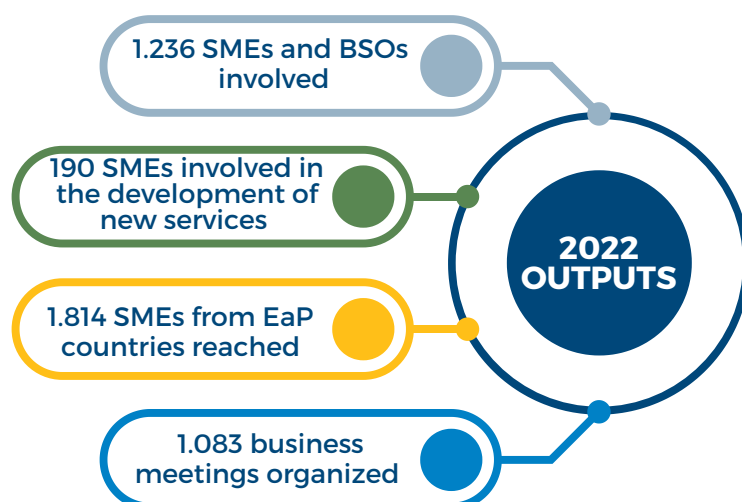 1.236 SMEs and BSOs
involved
190 SMEs involved in
the development of
new services
1.814 SMEs from EaP
countries reached
1.083 business
meetings organized
2022
OUTPUTS